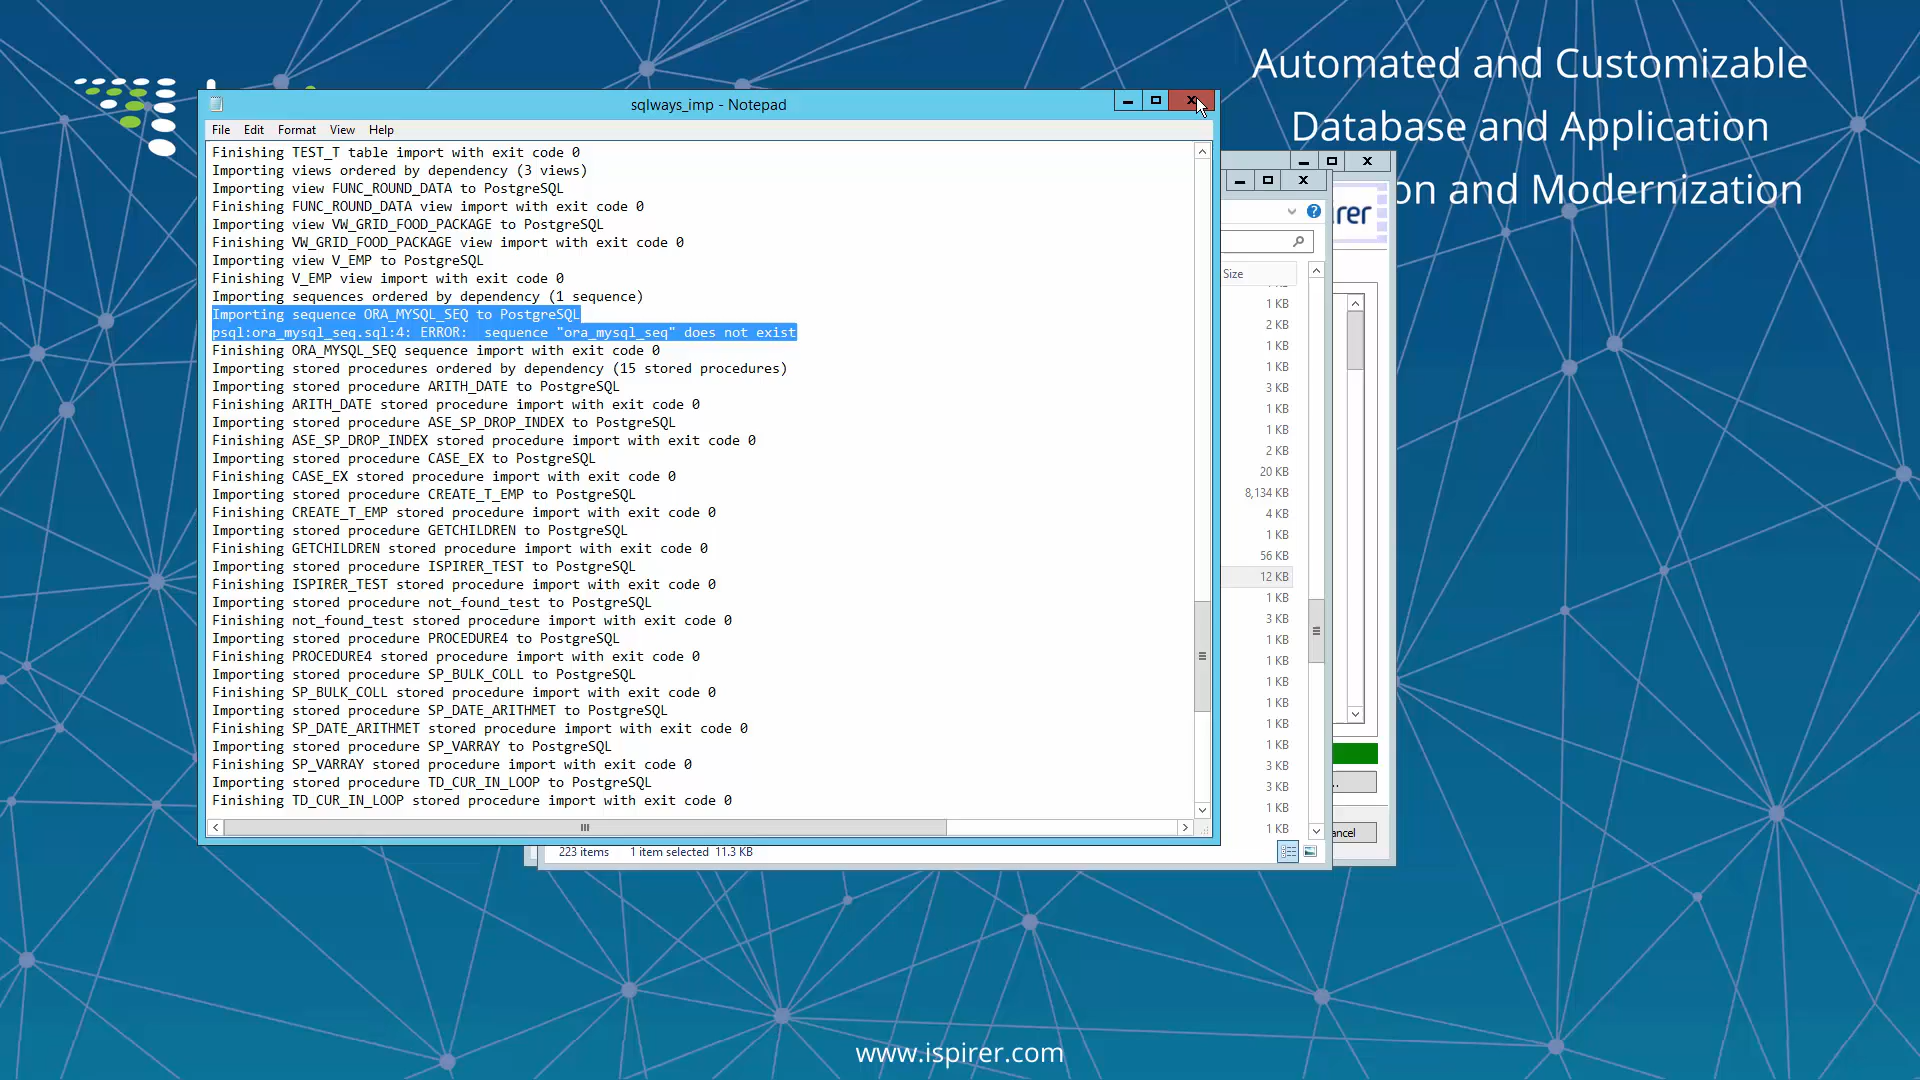 Automated and Customizable
Database and Application
on and Modernization
sqlways_imp - Notepad
File Edit Format View Help
Finishing TEST_T table import with exit code 0
Importing views ordered by dependency (3 views)
Importing view FUNC_ROUND_DATA to PostgreSQL
Finishing FUNC_ROUND_DATA view import with exit code 0
Importing view VW_GRID_FOOD_PACKAGE to PostgreSQL
Finishing VW_GRID_FOOD_PACKAGE view import with exit code 0
Importing view V_EMP to PostgreSQL
Finishing V_EMP view import with exit code 0
Importing sequences ordered by dependency (1 sequence)
Importing sequence ORA_MYSQL_SEQ to PostgreSQL
psql:ora_mysql_seq.sql:4: ERROR:  sequence "ora_mysql_seq" does not exist
Finishing ORA_MYSQL_SEQ sequence import with exit code 0
Importing stored procedures ordered by dependency (15 stored procedures)
Importing stored procedure ARITH_DATE to PostgreSQL
Finishing ARITH_DATE stored procedure import with exit code 0
Importing stored procedure ASE_SP_DROP_INDEX to PostgreSQL
Finishing ASE_SP_DROP_INDEX stored procedure import with exit code 0
Importing stored procedure CASE_EX to PostgreSQL
Finishing CASE_EX stored procedure import with exit code 0
Importing stored procedure CREATE_T_EMP to PostgreSQL
Finishing CREATE_T_EMP stored procedure import with exit code 0
Importing stored procedure GETCHILDREN to PostgreSQL
Finishing GETCHILDREN stored procedure import with exit code 0
Importing stored procedure ISPIRER_TEST to PostgreSQL
Finishing ISPIRER_TEST stored procedure import with exit code 0
Importing stored procedure not_found_test to PostgreSQL
Finishing not_found_test stored procedure import with exit code 0
Importing stored procedure PROCEDURE4 to PostgreSQL
Finishing PROCEDURE4 stored procedure import with exit code 0
Importing stored procedure SP_BULK_COLL to PostgreSQL
Finishing SP_BULK_COLL stored procedure import with exit code 0
Importing stored procedure SP_DATE_ARITHMET to PostgreSQL
Finishing SP_DATE_ARITHMET stored procedure import with exit code 0
Importing stored procedure SP_VARRAY to PostgreSQL
Finishing SP_VARRAY stored procedure import with exit code 0
Importing stored procedure TD_CUR_IN_LOOP to PostgreSQL
Finishing TD_CUR_IN_LOOP stored procedure import with exit code 0
rer
Size
1 KB
2 KB
1 KB
1 KB
3 KB
1 KB
1 KB
2 KB
20 KB
8,134 KB
4 KB
1 KB
56 KB
12 KB
1 KB
3 KB
1 KB
1 KB
1 KB
1 KB
1 KB
1 KB
3 KB
3 KB
1 KB
1 KB
ancel
223 items 1 item selected 11.3 KB
www.ispirer.com